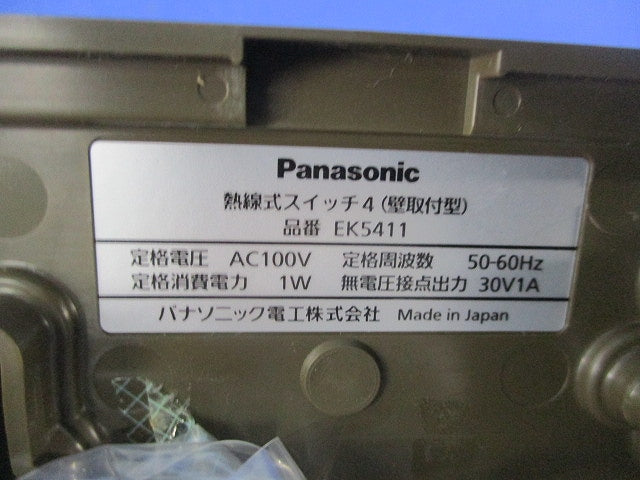 Panasonic
熱線式スイッチ4(壁取付型)
品番 EK5411
定格電圧 AC100V 定格周波数 50-60Hz
定格消費電力 1W 無電圧接点出力 30V1A
パナソニック電工株式会社 Made in Japan